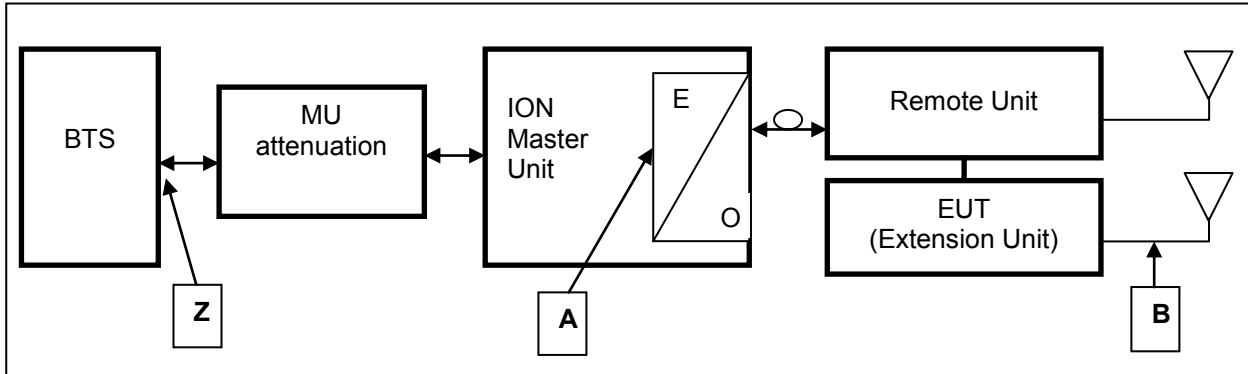 BTS
MU
attenuation
ION
Master
Unit
E
O
Remote Unit
EUT
(Extension Unit)
Z
A
B